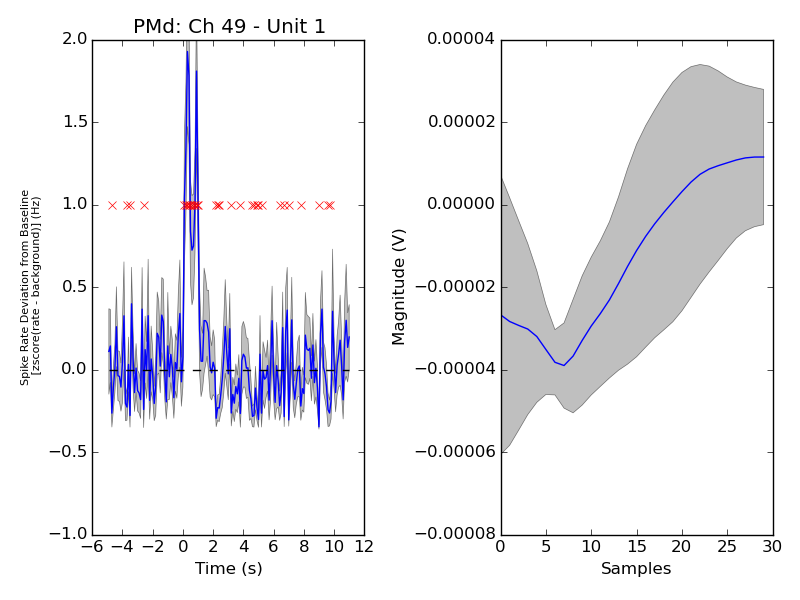 PMd: Ch 49 - Unit 1
Spike Rate Deviation from Baseline
[zscore(rate - background)] (Hz)
2.0
1.5
1.0
0.5
0.0
−0.5
−1.0
−6 −4 −2 0 2 4 6 8 10 12
Time (s)
Magnitude (V)
0.00004
0.00002
0.00000
−0.00002
−0.00004
−0.00006
−0.00008
0 5 10 15 20 25 30
Samples